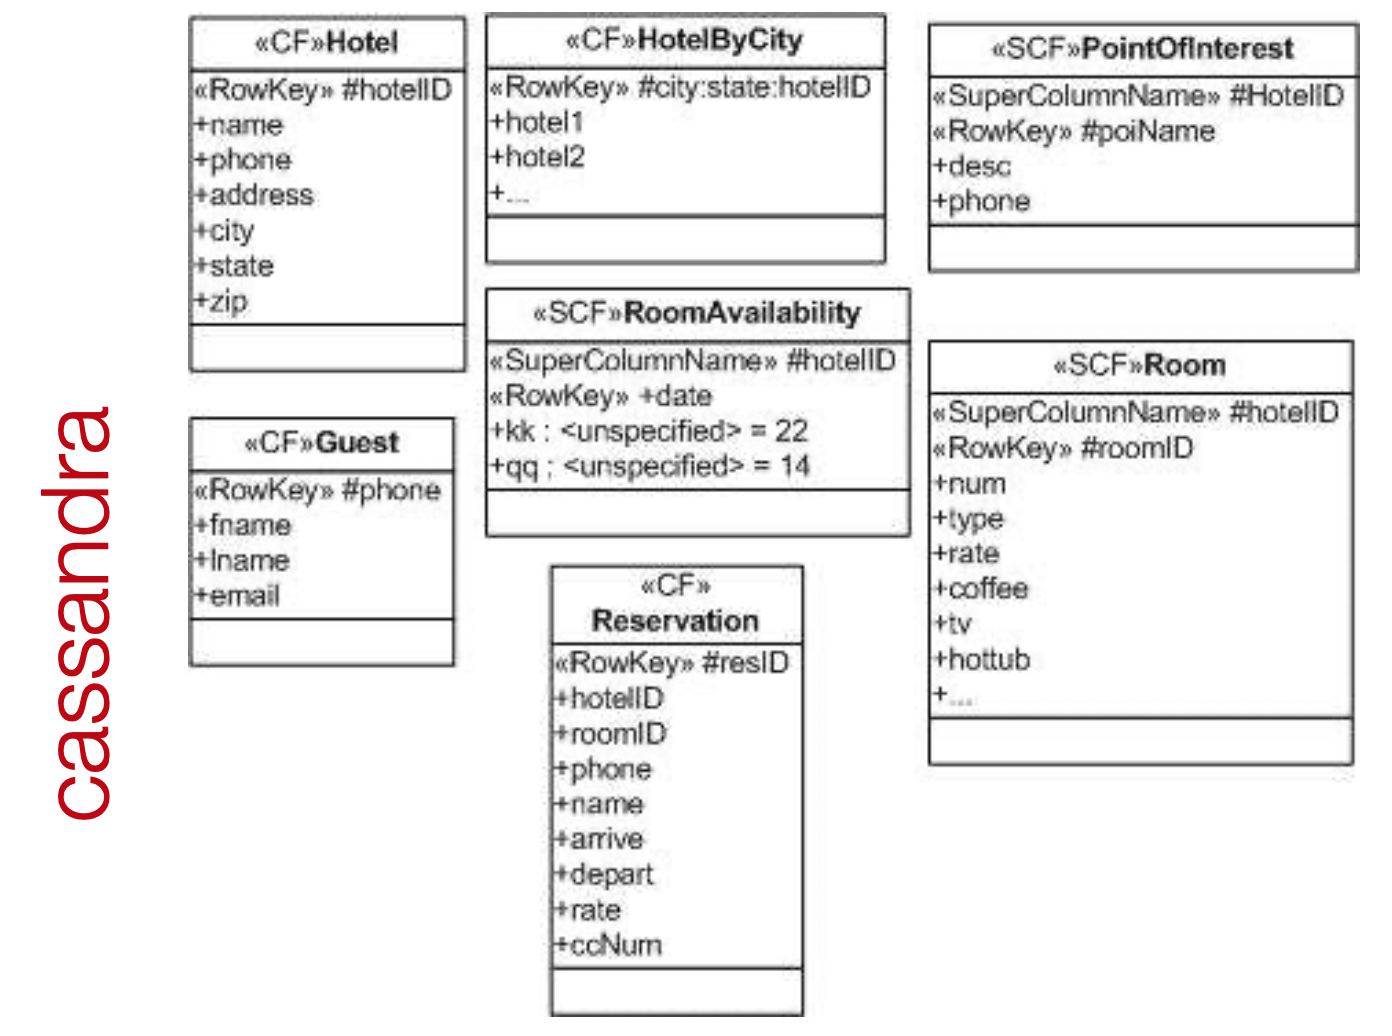 cassandra
«CF»Hotel
«RowKey» #hotelID
+name
+phone
+address
+city
+state
+zip
«CF»HotelByCity
«RowKey» #city:state:hotelID
+hotel1
+hotel2
+...
«SCF»PointOfInterest
«SuperColumnName» #HotelID
«RowKey» #poiName
+desc
+phone
«SCF»RoomAvailability
«SuperColumnName» #hotelID
«RowKey» +date
+kk : <unspecified> = 22
+qq : <unspecified> = 14
«SCF»Room
«SuperColumnName» #hotelID
«RowKey» #roomID
+num
+type
+rate
+coffee
+tv
+hottub
+...
«CF»Guest
«RowKey» #phone
+fname
+lname
+email
«CF»
Reservation
«RowKey» #resID
+hotelID
+roomID
+phone
+name
+arrive
+depart
+rate
+ccNum